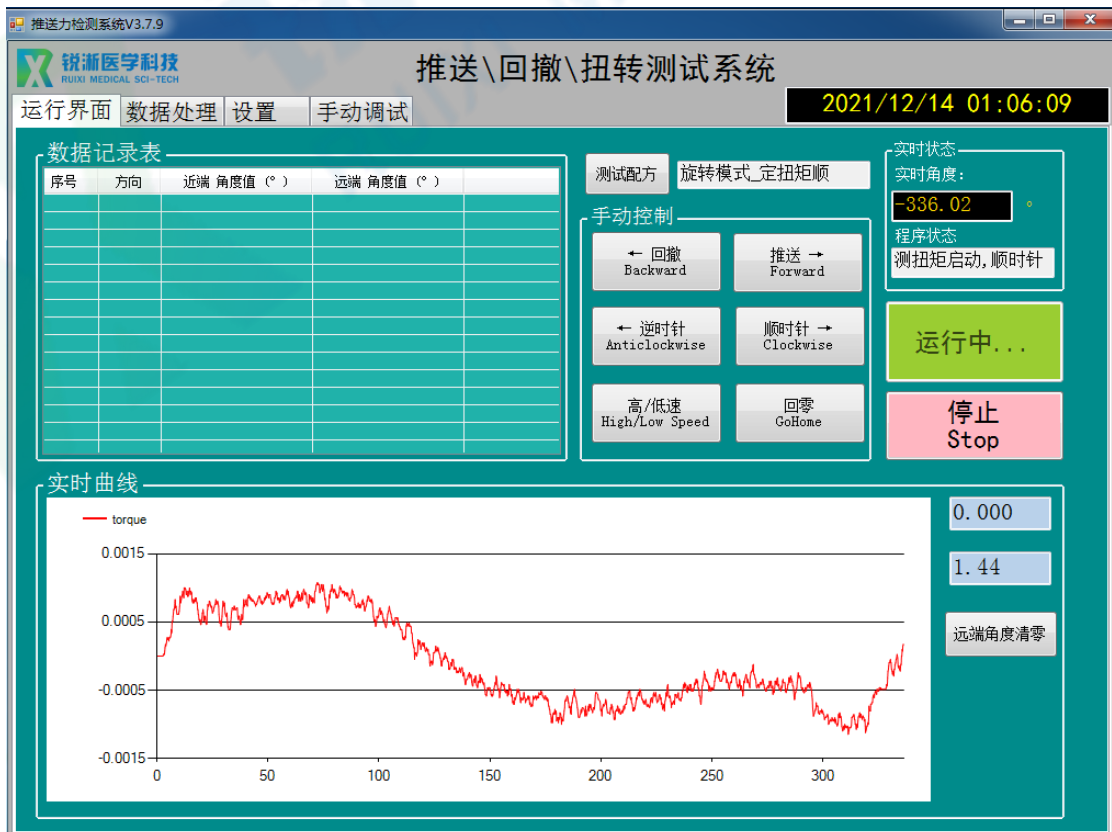 推送力检测系统V3.7.9
锐浙医学科技
RUIXI MEDICAL SCI-TECH
推送\回撤\扭转测试系统
2021/12/14 01:06:09
运行界面 数据处理 设置 手动调试
数据记录表
序号 方向 近端 角度值 (°) 远端 角度值 (°)
测试配方 旋转模式_定扭矩顺
手动控制
← 回撤
Backward
推送 →
Forward
← 逆时针
Anticlockwise
顺时针 →
Clockwise
高/低速
High/Low Speed
回零
GoHome
实时状态
实时角度:
-336.02 °
程序状态
测扭矩启动,顺时针
运行中...
停止
Stop
实时曲线
torque
0.0015
0.0005
-0.0005
-0.0015
0 50 100 150 200 250 300
0.000
1.44
远端角度清零